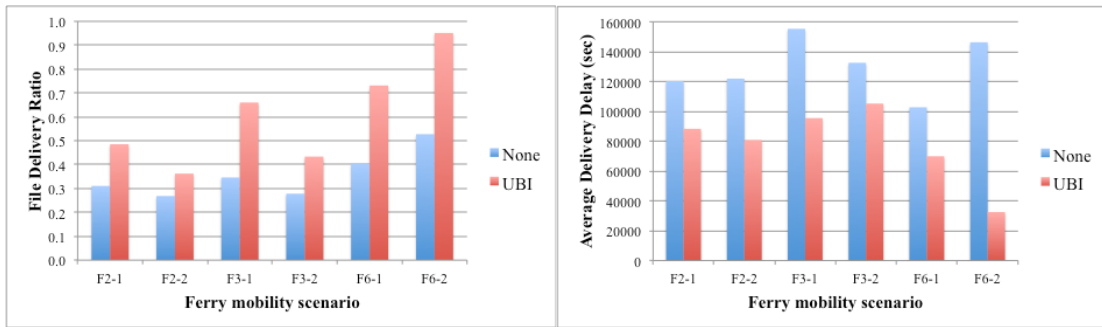 1.0
0.9
0.8
0.7
0.6
0.5
0.4
0.3
0.2
0.1
0.0
File Delivery Ratio
F2-1 F2-2 F3-1 F3-2 F6-1 F6-2
Ferry mobility scenario
None
UBI
160000
140000
120000
100000
80000
60000
40000
20000
0
Average Delivery Delay (sec)
F2-1 F2-2 F3-1 F3-2 F6-1 F6-2
Ferry mobility scenario
None
UBI